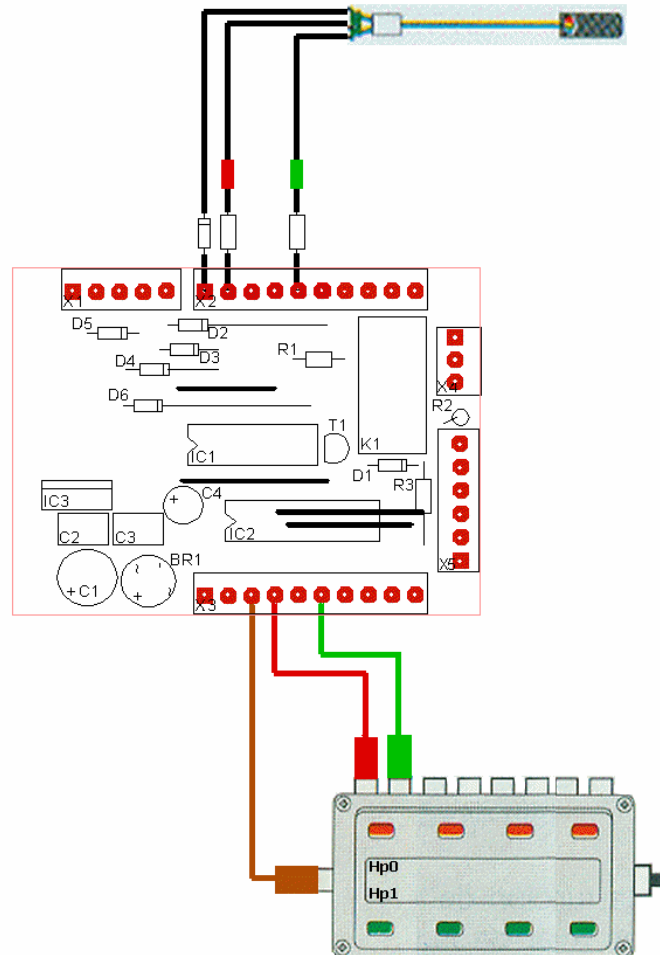 X1
X2
D5
D2
D4
D3
R1
X4
D6
R2
T1
K1
IC1
D1
R3
IC3
C4
C2
C3
IC2
BR1
X5
+C1
+
+
X3
Hp0
Hp1